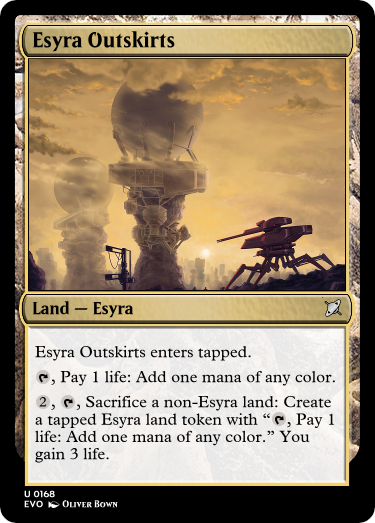 Esyra Outskirts
Land — Esyra
Esyra Outskirts enters tapped.
, Pay 1 life: Add one mana of any color.
2, , Sacrifice a non-Esyra land: Create
a tapped Esyra land token with “, Pay 1
life: Add one mana of any color.” You
gain 3 life.
U 0168
EVO Oliver Bown